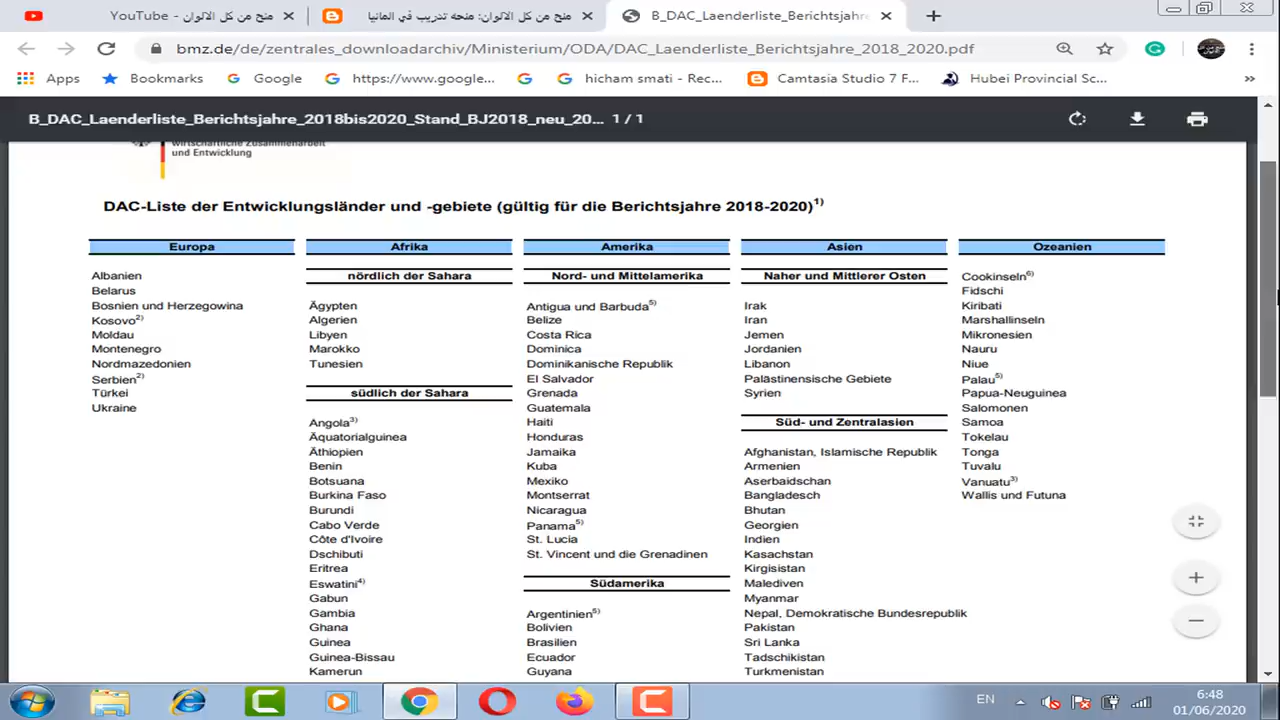 منح من كل الالوان - YouTube
منح من كل الالوان: منحة تدريب في المانيا
B_DAC_Laenderliste_Berichtsjahre
bmz.de/de/zentrales_downloadarchiv/Ministerium/ODA/DAC_Laenderliste_Berichtsjahre_2018_2020.pdf
Apps
Bookmarks
Google
https://www.google...
hicham smati - Rec...
Camtasia Studio 7 F...
Hubei Provincial Sc...
»
B_DAC_Laenderliste_Berichtsjahre_2018bis2020_Stand_BJ2018_neu_20... 1 / 1
wirtschaftliche Zusammenarbeit
und Entwicklung
DAC-Liste der Entwicklungsländer und -gebiete (gültig für die Berichtsjahre 2018-2020)1)
Europa
Albanien
Belarus
Bosnien und Herzegowina
Kosovo2)
Moldau
Montenegro
Nordmazedonien
Serbien2)
Türkei
Ukraine
Afrika
nördlich der Sahara
Ägypten
Algerien
Libyen
Marokko
Tunesien
südlich der Sahara
Angola3)
Äquatorialguinea
Äthiopien
Benin
Botsuana
Burkina Faso
Burundi
Cabo Verde
Côte d'Ivoire
Dschibuti
Eritrea
Eswatini4)
Gabun
Gambia
Ghana
Guinea
Guinea-Bissau
Kamerun
Amerika
Nord- und Mittelamerika
Antigua und Barbuda5)
Belize
Costa Rica
Dominica
Dominikanische Republik
El Salvador
Grenada
Guatemala
Haiti
Honduras
Jamaika
Kuba
Mexiko
Montserrat
Nicaragua
Panama5)
St. Lucia
St. Vincent und die Grenadinen
Südamerika
Argentinien5)
Bolivien
Brasilien
Ecuador
Guyana
Asien
Naher und Mittlerer Osten
Irak
Iran
Jemen
Jordanien
Libanon
Palästinensische Gebiete
Syrien
Süd- und Zentralasien
Afghanistan, Islamische Republik
Armenien
Aserbaidschan
Bangladesch
Bhutan
Georgien
Indien
Kasachstan
Kirgisistan
Malediven
Myanmar
Nepal, Demokratische Bundesrepublik
Pakistan
Sri Lanka
Tadschikistan
Turkmenistan
Ozeanien
Cookinseln6)
Fidschi
Kiribati
Marshallinseln
Mikronesien
Nauru
Niue
Palau5)
Papua-Neuguinea
Salomonen
Samoa
Tokelau
Tonga
Tuvalu
Vanuatu3)
Wallis und Futuna
EN
6:48
01/06/2020